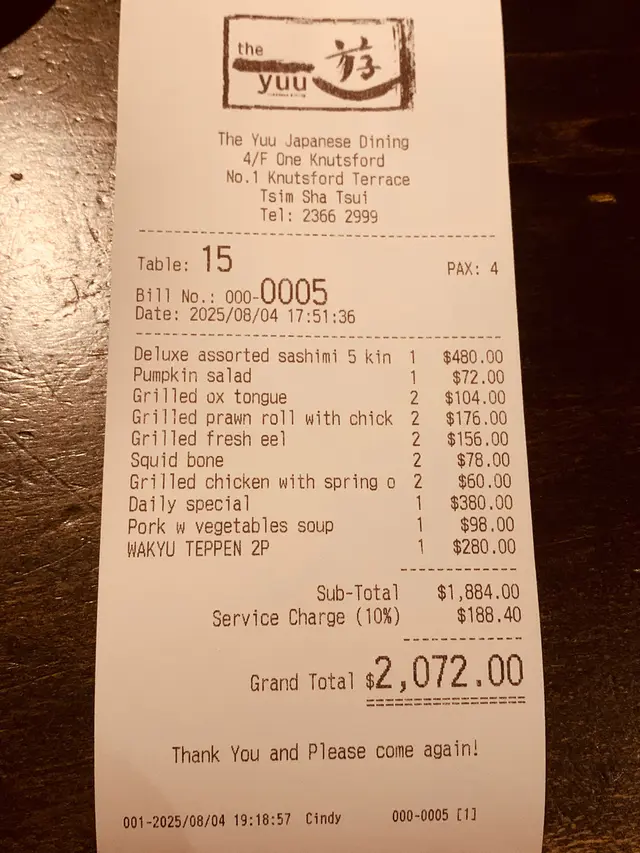 the
yuu
遊
The Yuu Japanese Dining
4/F One Knutsford
No.1 Knutsford Terrace
Tsim Sha Tsui
Tel: 2366 2999
Table: 15 PAX: 4
Bill No.: 000-0005
Date: 2025/08/04 17:51:36
Deluxe assorted sashimi 5 kin 1 $480.00
Pumpkin salad 1 $72.00
Grilled ox tongue 2 $104.00
Grilled prawn roll with chick 2 $176.00
Grilled fresh eel 2 $156.00
Squid bone 2 $78.00
Grilled chicken with spring o 2 $60.00
Daily special 1 $380.00
Pork w vegetables soup 1 $98.00
WAKYU TEPPEN 2P 1 $280.00
Sub-Total $1,884.00
Service Charge (10%) $188.40
Grand Total $2,072.00
Thank You and Please come again!
001-2025/08/04 19:18:57 Cindy 000-0005 [1]